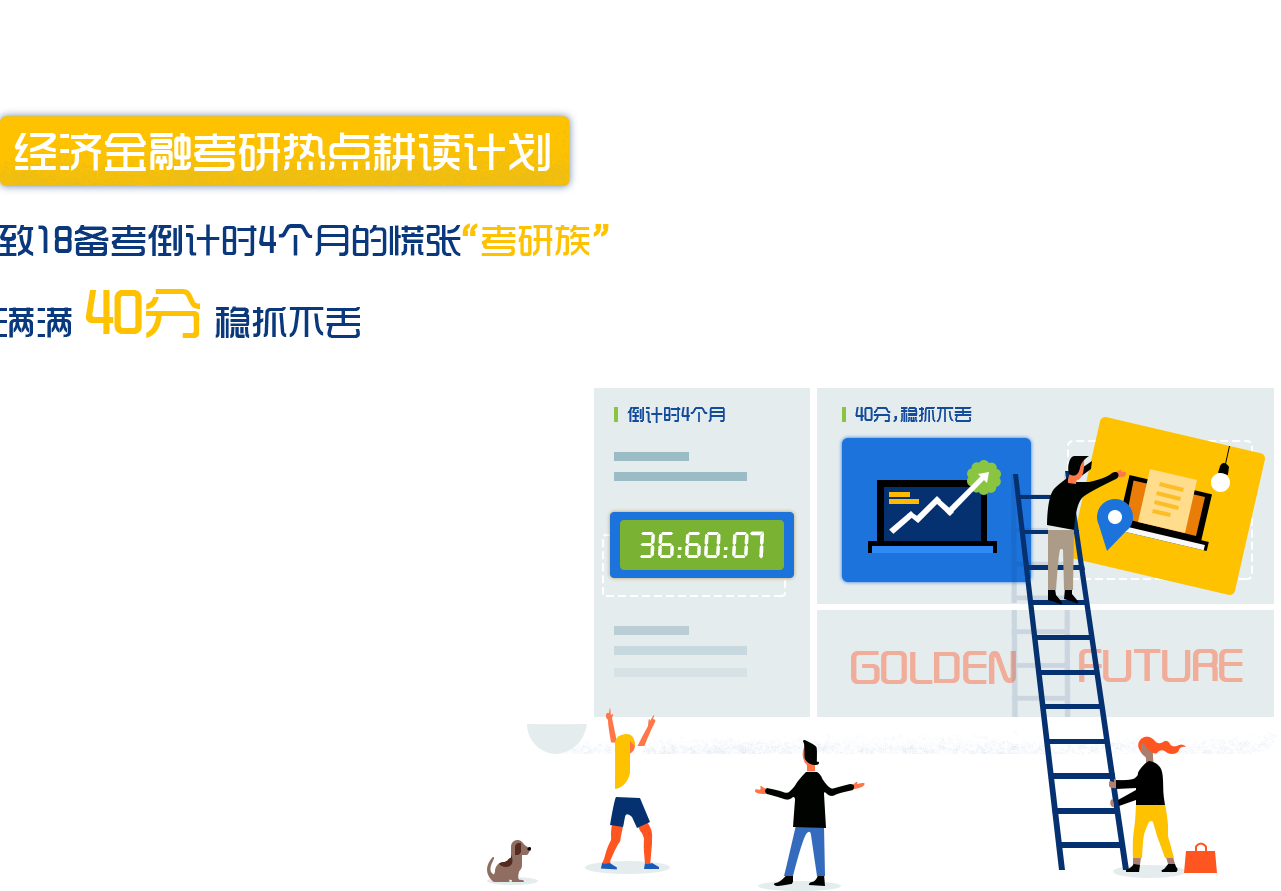 经济金融考研热点耕读计划
致18备考倒计时4个月的慌张“考研族”
满满 40分 稳抓不丢
倒计时4个月
40分,稳抓不丢
36:60:07
GOLDEN FUTURE